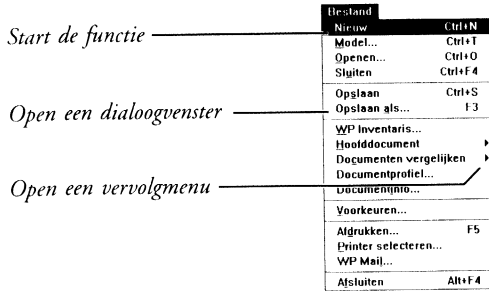 Bestand
Start de functie
Nieuw Ctrl+N
Model... Ctrl+T
Openen... Ctrl+O
Sluiten Ctrl+F4
Opslaan Ctrl+S
Open een dialoogvenster
Opslaan als... F3
WP Inventaris...
Hoofddocument
Documenten vergelijken
Documentprofiel...
Open een vervolgmenu
Documentinfo...
Voorkeuren...
Afdrukken... F5
Printer selecteren...
WP Mail...
Afsluiten Alt+F4